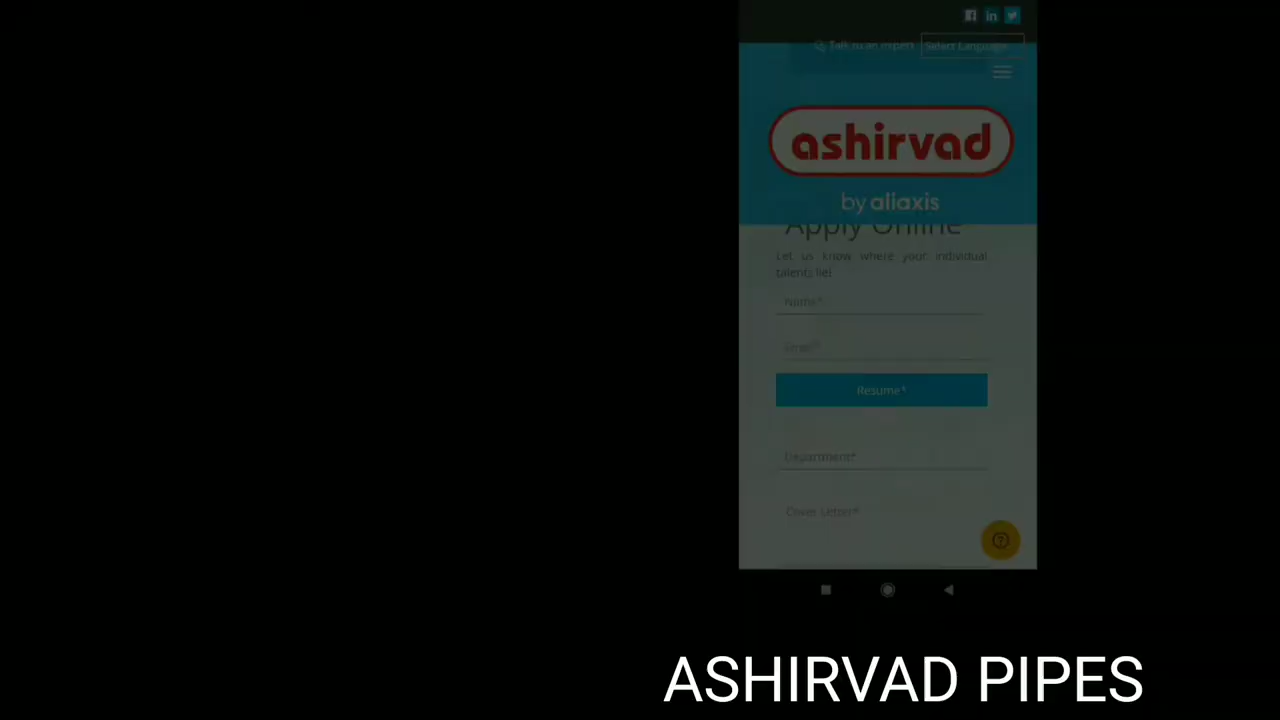 Talk to an expert
Select Language
ashirvad
by aliaxis
Apply Online
Let us know where your individual
talents lie!
Name*
Email*
Resume*
Department*
Cover Letter*
ASHIRVAD PIPES